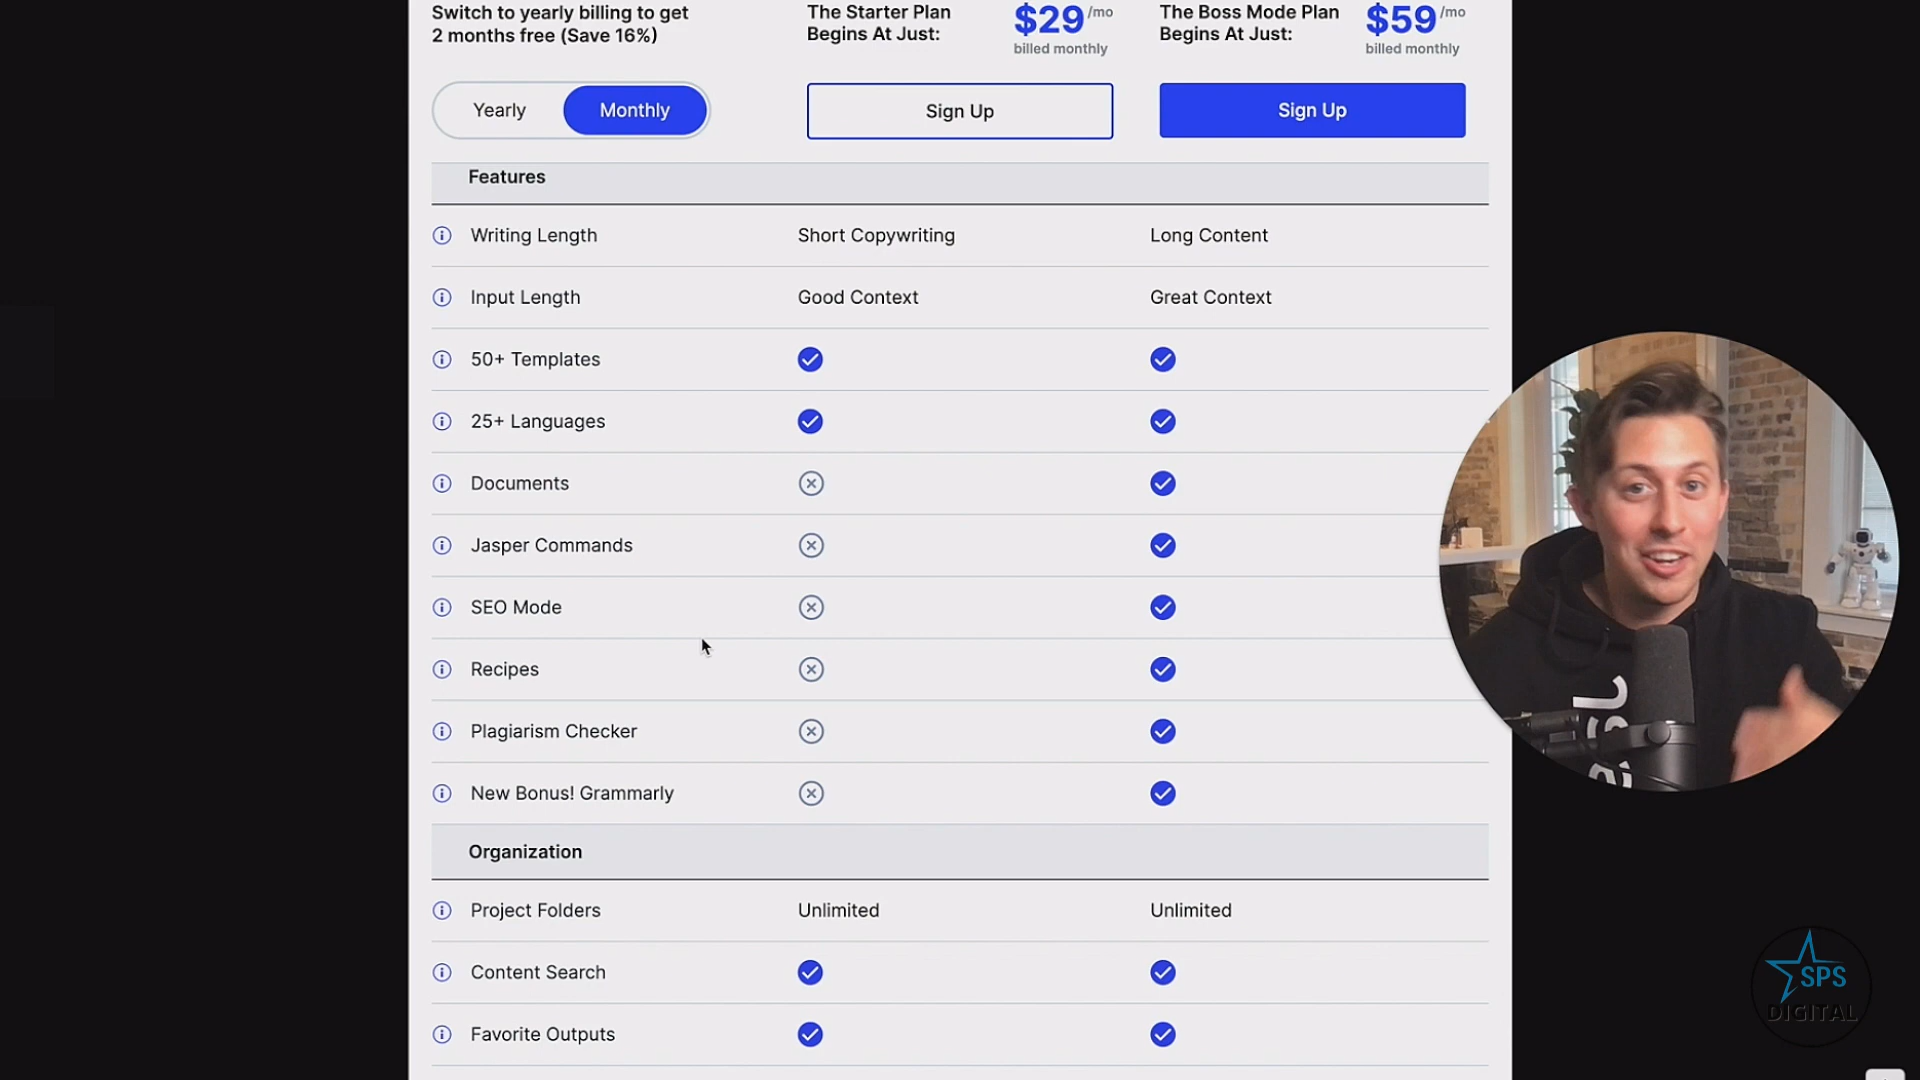 Switch to yearly billing to get
2 months free (Save 16%)
The Starter Plan
Begins At Just:
$29 /mo
billed monthly
The Boss Mode Plan
Begins At Just:
$59 /mo
billed monthly
Yearly
Monthly
Sign Up
Sign Up
Features
Writing Length Short Copywriting Long Content
Input Length Good Context Great Context
50+ Templates
25+ Languages
Documents
Jasper Commands
SEO Mode
Recipes
Plagiarism Checker
New Bonus! Grammarly
Organization
Project Folders Unlimited Unlimited
Content Search
Favorite Outputs
SPS
DIGITAL